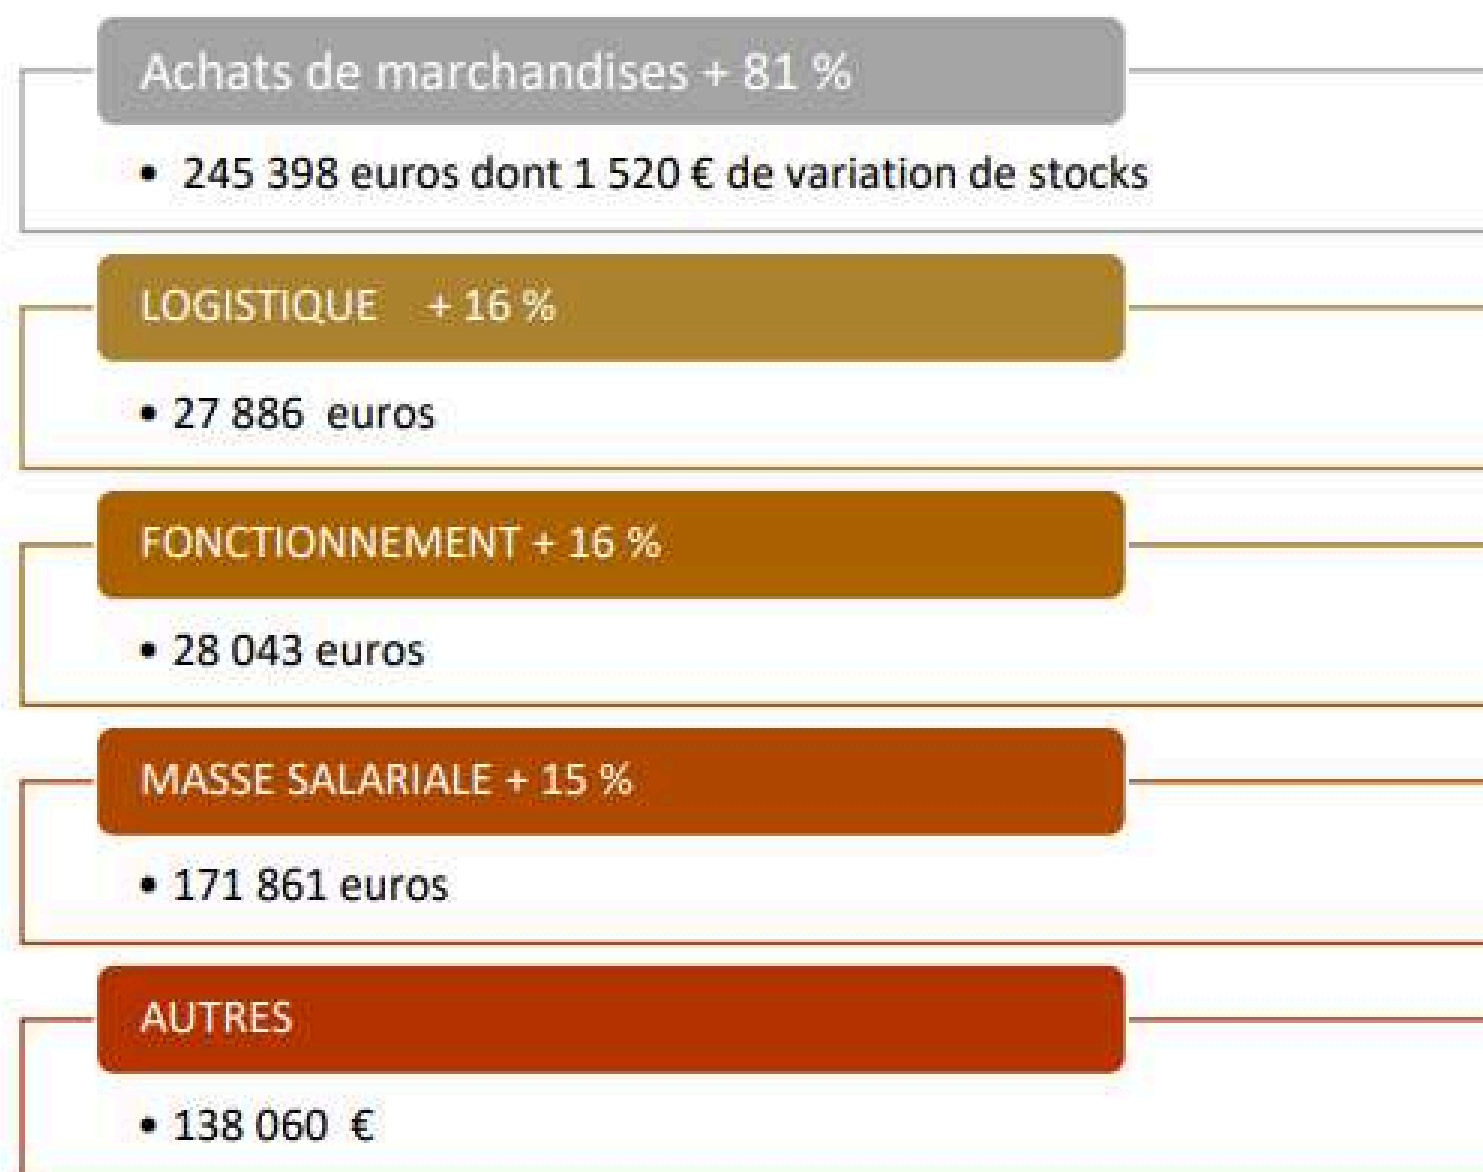 Achats de marchandises + 81 %
• 245 398 euros dont 1 520 € de variation de stocks
LOGISTIQUE + 16 %
• 27 886 euros
FONCTIONNEMENT + 16 %
• 28 043 euros
MASSE SALARIALE + 15 %
• 171 861 euros
AUTRES
• 138 060 €